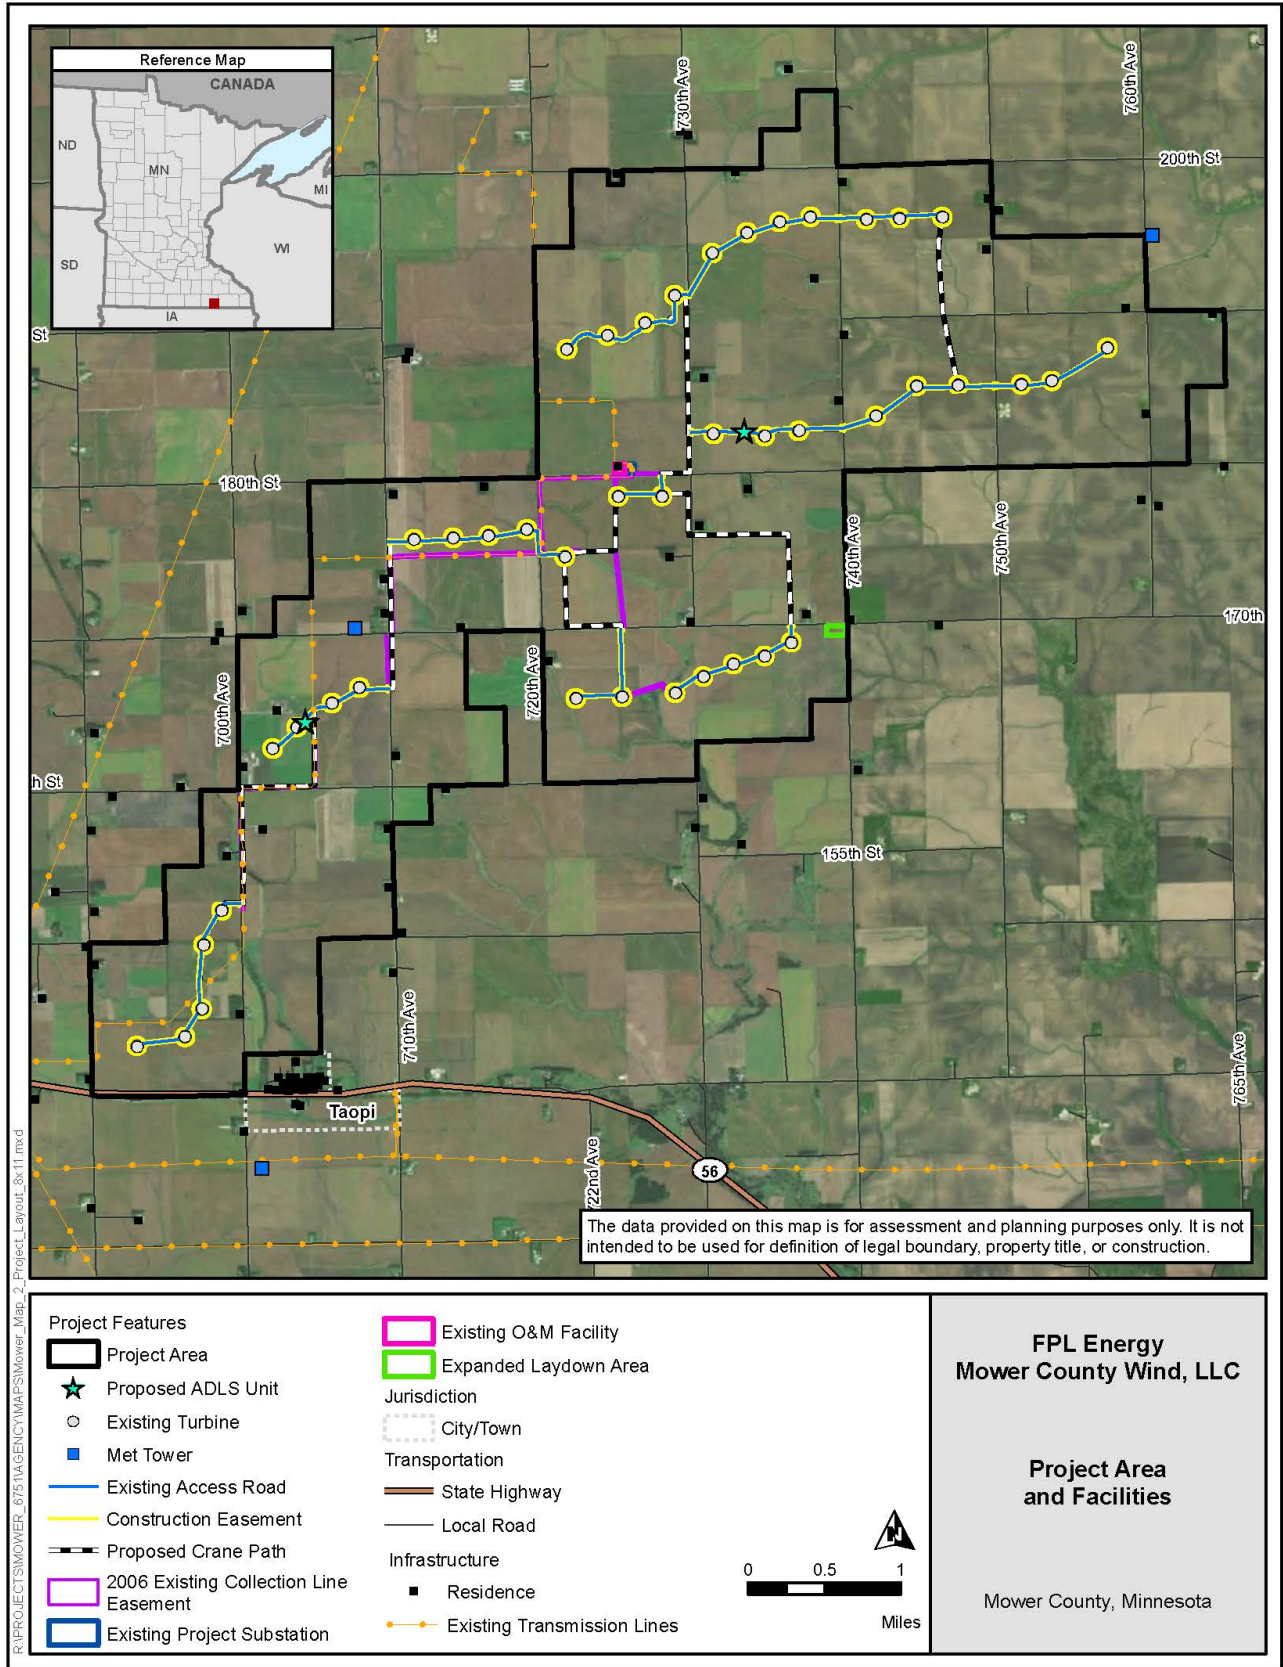 Reference Map
CANADA
ND
MN
MI
SD
WI
IA
730th Ave
760th Ave
200th St
St
180th St
740th Ave
750th Ave
170th
700th Ave
720th Ave
h St
155th St
710th Ave
765th Ave
Taopi
722nd Ave
56
The data provided on this map is for assessment and planning purposes only. It is not
intended to be used for definition of legal boundary, property title, or construction.
R:\PROJECTS\MOWER_6751\AGENCY\MAPS\Mower_Map_2_Project_Layout_8x11.mxd
Project Features
Project Area
Proposed ADLS Unit
Existing Turbine
Met Tower
Existing Access Road
Construction Easement
Proposed Crane Path
2006 Existing Collection Line
Easement
Existing Project Substation
Existing O&M Facility
Expanded Laydown Area
Jurisdiction
City/Town
Transportation
State Highway
Local Road
Infrastructure
Residence
Existing Transmission Lines
N
0 0.5 1
Miles
FPL Energy
Mower County Wind, LLC
Project Area
and Facilities
Mower County, Minnesota